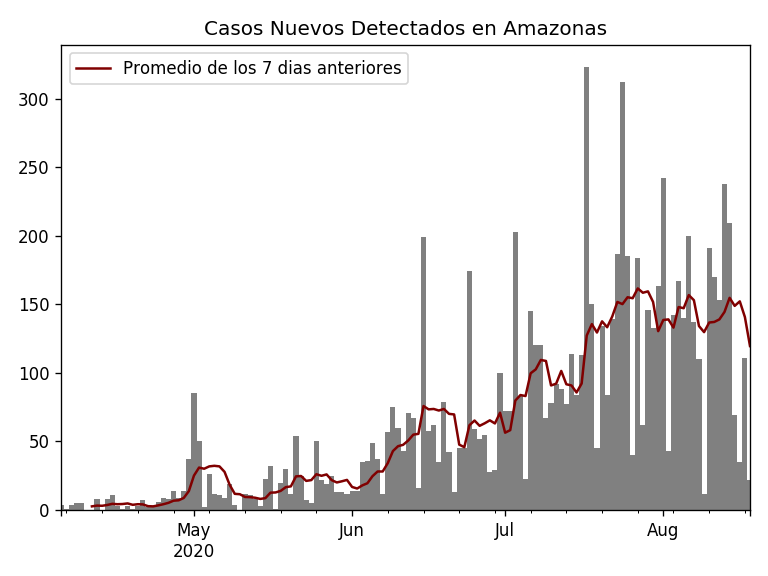 Casos Nuevos Detectados en Amazonas
Promedio de los 7 dias anteriores
300
250
200
150
100
50
0
May
2020
Jun
Jul
Aug